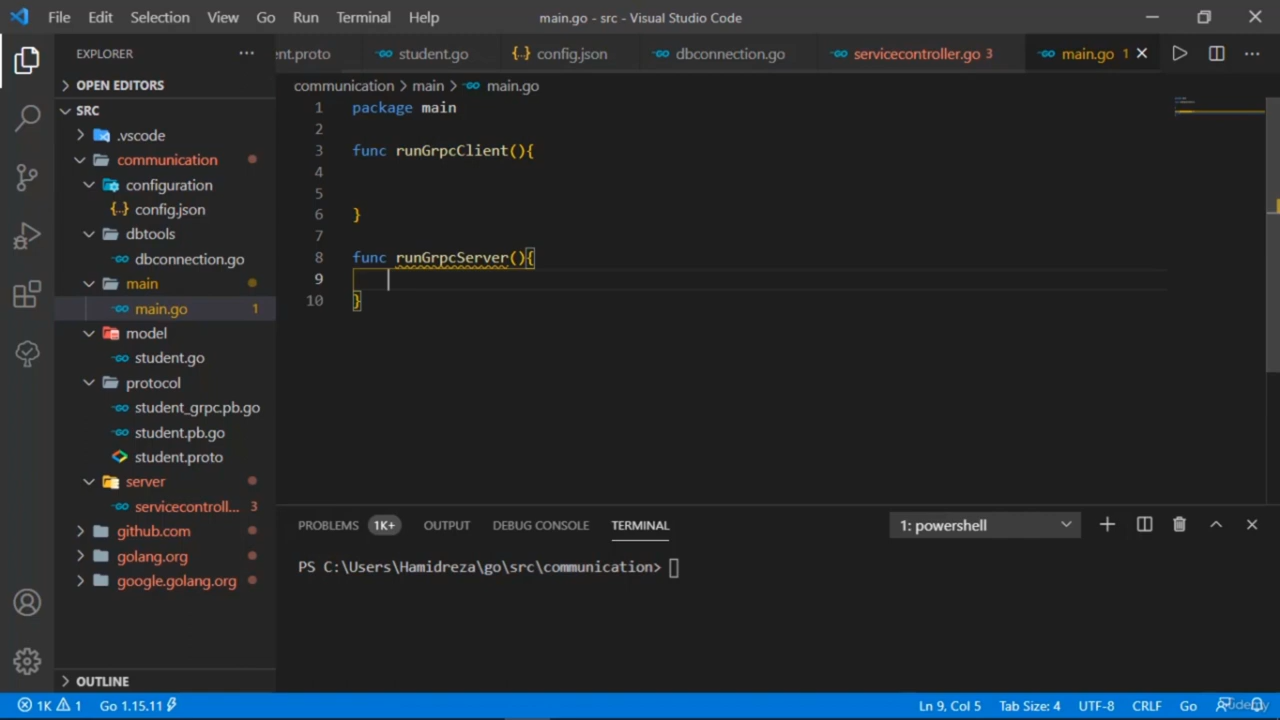 File Edit Selection View Go Run Terminal Help main.go - src - Visual Studio Code
EXPLORER ··· ent.proto student.go {} config.json dbconnection.go servicecontroller.go 3 main.go 1
OPEN EDITORS
communication > main > main.go
SRC
.vscode
communication
configuration
{..} config.json
dbtools
dbconnection.go
main
main.go 1
model
student.go
protocol
student_grpc.pb.go
student.pb.go
student.proto
server
servicecontroll... 3
github.com
golang.org
google.golang.org
OUTLINE
1 package main
2
3 func runGrpcClient(){
4
5
6 }
7
8 func runGrpcServer(){
9
10 }
PROBLEMS 1K+ OUTPUT DEBUG CONSOLE TERMINAL 1: powershell
PS C:\Users\Hamidreza\go\src\communication>
1K 1 Go 1.15.11 Ln 9, Col 5 Tab Size: 4 UTF-8 CRLF Go